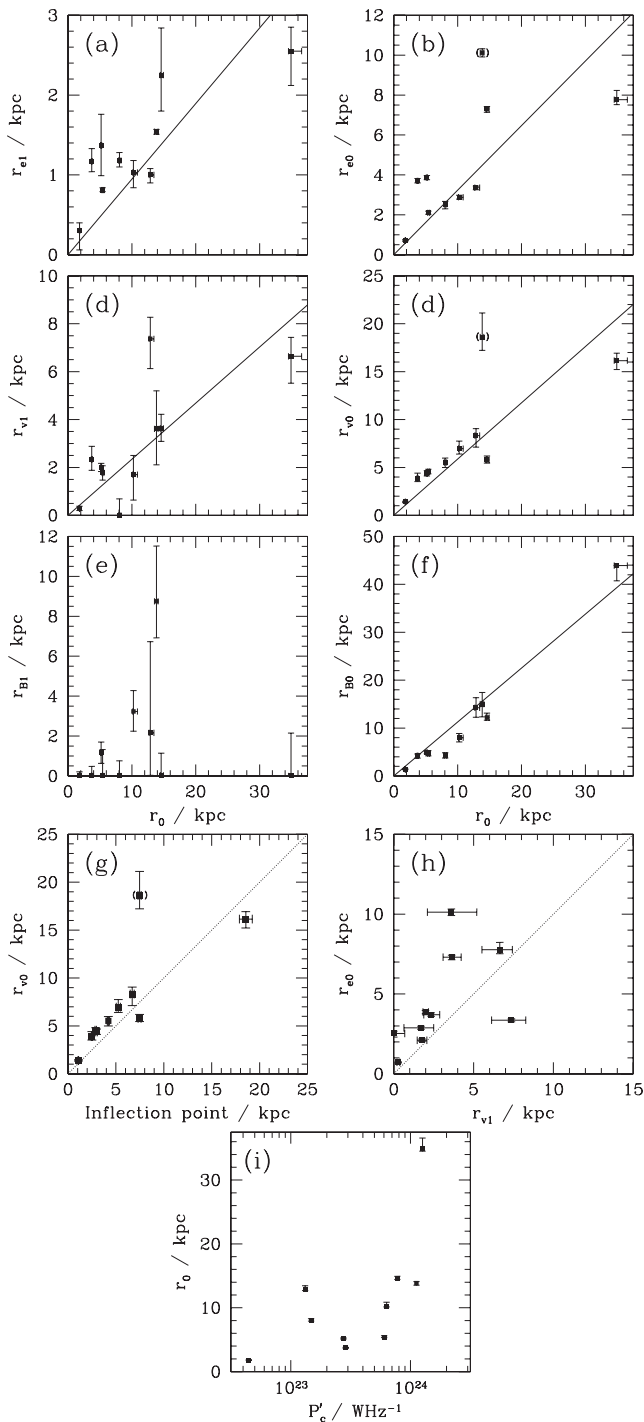 (a)
r_e1 / kpc
3
2
1
0
(b)
r_e0 / kpc
12
10
8
6
4
2
0
( )
(d)
r_v1 / kpc
10
8
6
4
2
0
(d)
r_v0 / kpc
25
20
15
10
5
0
( )
(e)
r_B1 / kpc
12
10
8
6
4
2
0
0 10 20 30
r_0 / kpc
(f)
r_B0 / kpc
50
40
30
20
10
0
0 10 20 30
r_0 / kpc
(g)
r_v0 / kpc
25
20
15
10
5
0
( )
0 5 10 15 20 25
Inflection point / kpc
(h)
r_e0 / kpc
15
10
5
0
0 5 10 15
r_v1 / kpc
(i)
r_0 / kpc
30
20
10
0
10²³ 10²⁴
P′_c / WHz⁻¹